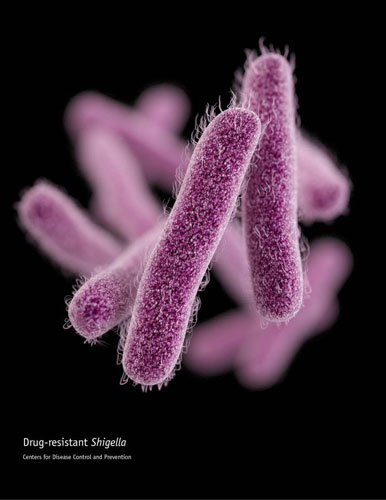 Drug-resistant Shigella
Centers for Disease Control and Prevention